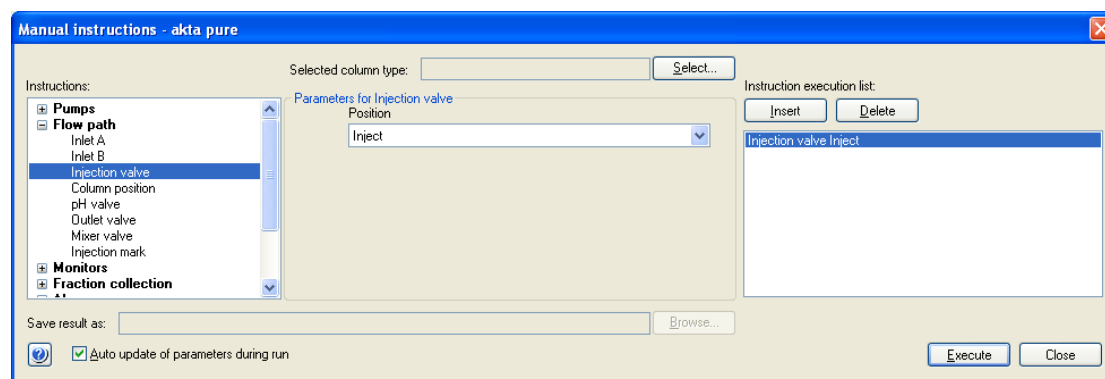 Manual instructions - akta pure
Selected column type:
Select...
Instructions:
Pumps
Flow path
Inlet A
Inlet B
Injection valve
Column position
pH valve
Outlet valve
Mixer valve
Injection mark
Monitors
Fraction collection
Parameters for Injection valve
Position
Inject
Instruction execution list:
Insert
Delete
Injection valve Inject
Save result as:
Browse...
Auto update of parameters during run
Execute
Close